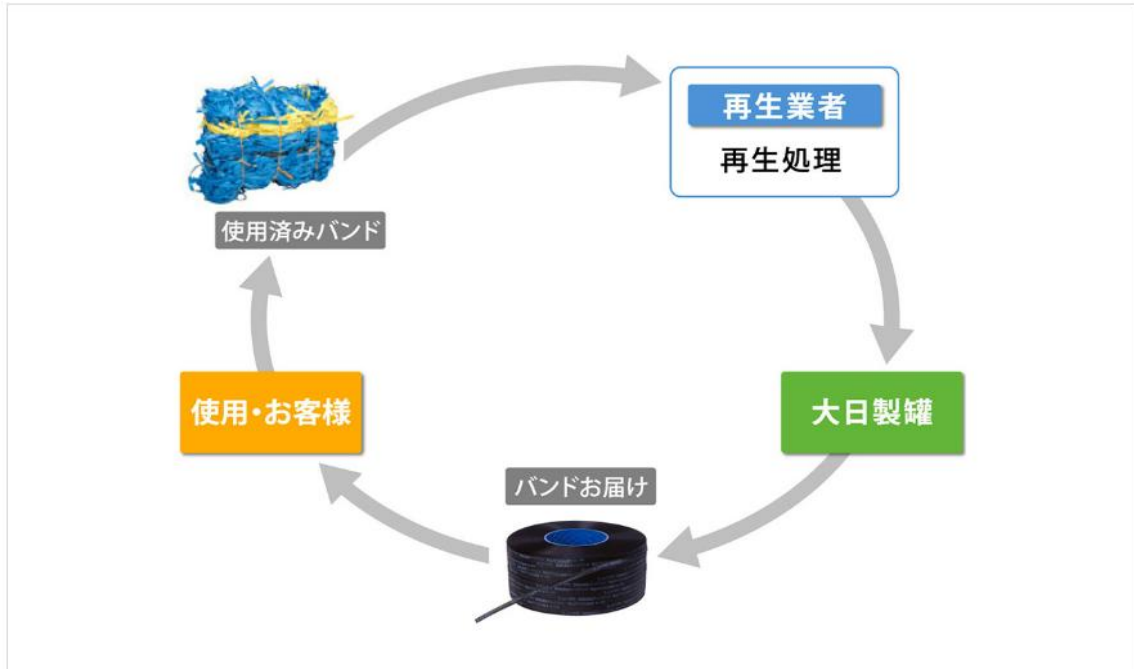 再生業者
再生処理
使用済みバンド
使用・お客様
大日製罐
バンドお届け